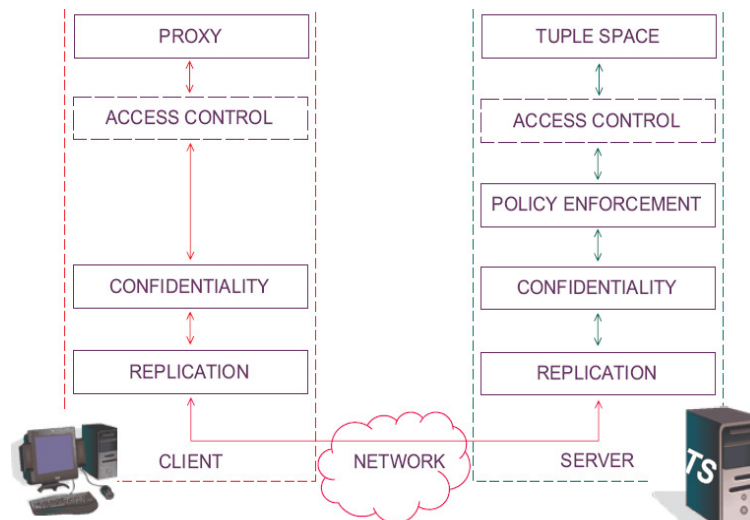 PROXY
ACCESS CONTROL
CONFIDENTIALITY
REPLICATION
CLIENT
NETWORK
TUPLE SPACE
ACCESS CONTROL
POLICY ENFORCEMENT
CONFIDENTIALITY
REPLICATION
SERVER
TS